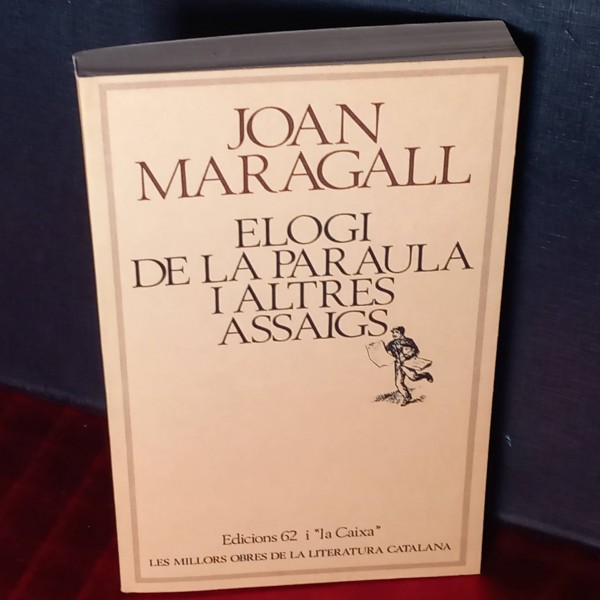 JOAN
MARAGALL
ELOGI
DE LA PARAULA
I ALTRES
ASSAIGS
Edicions 62 i "la Caixa"
LES MILLORS OBRES DE LA LITERATURA CATALANA